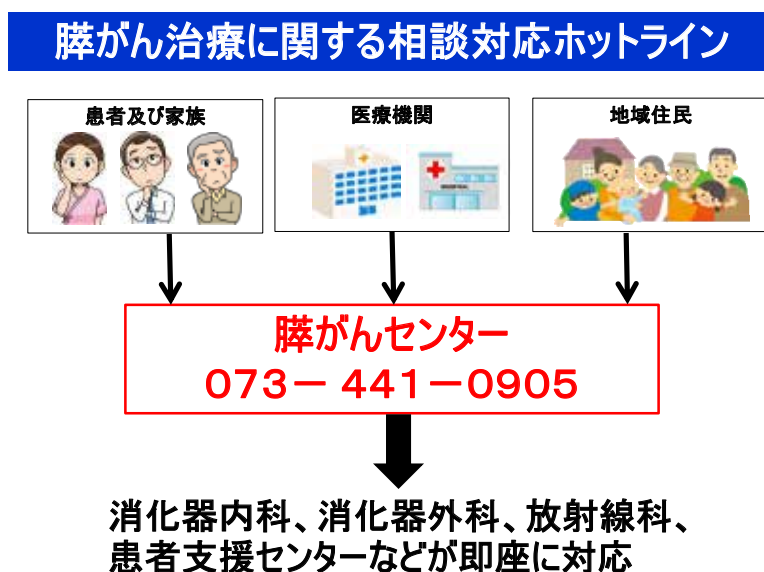 膵がん治療に関する相談対応ホットライン
患者及び家族
医療機関
地域住民
HOSPITAL
膵がんセンター
073－ 441－0905
消化器内科、消化器外科、放射線科、
患者支援センターなどが即座に対応